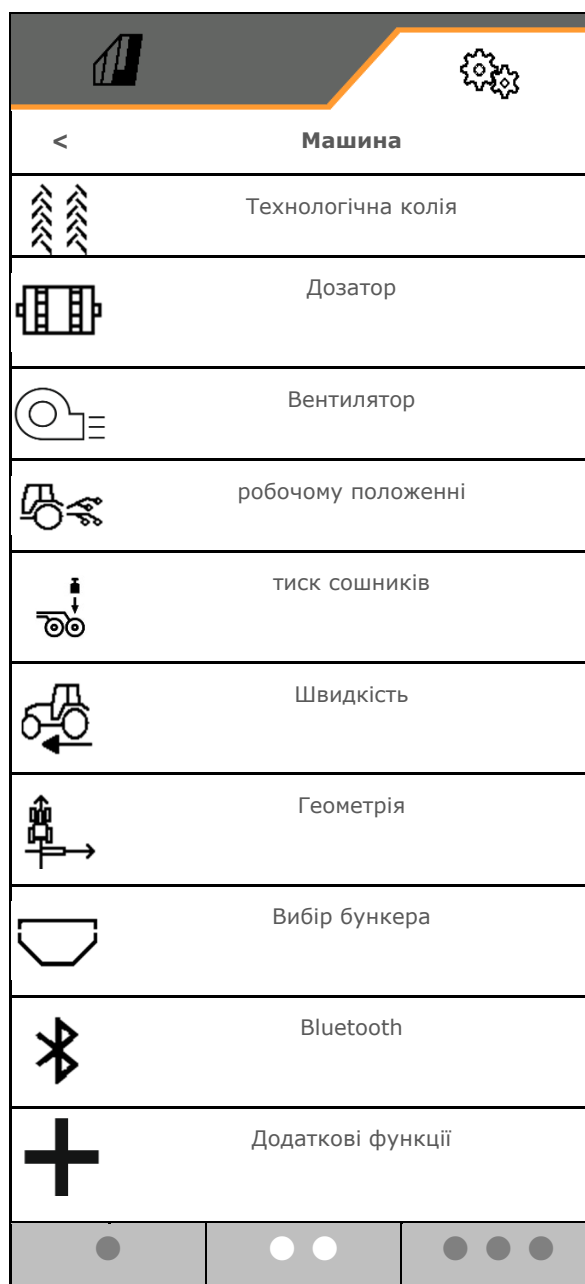 < Машина
Технологічна колія
Дозатор
Вентилятор
робочому положенні
тиск сошників
Швидкість
Геометрія
Вибір бункера
Bluetooth
Додаткові функції